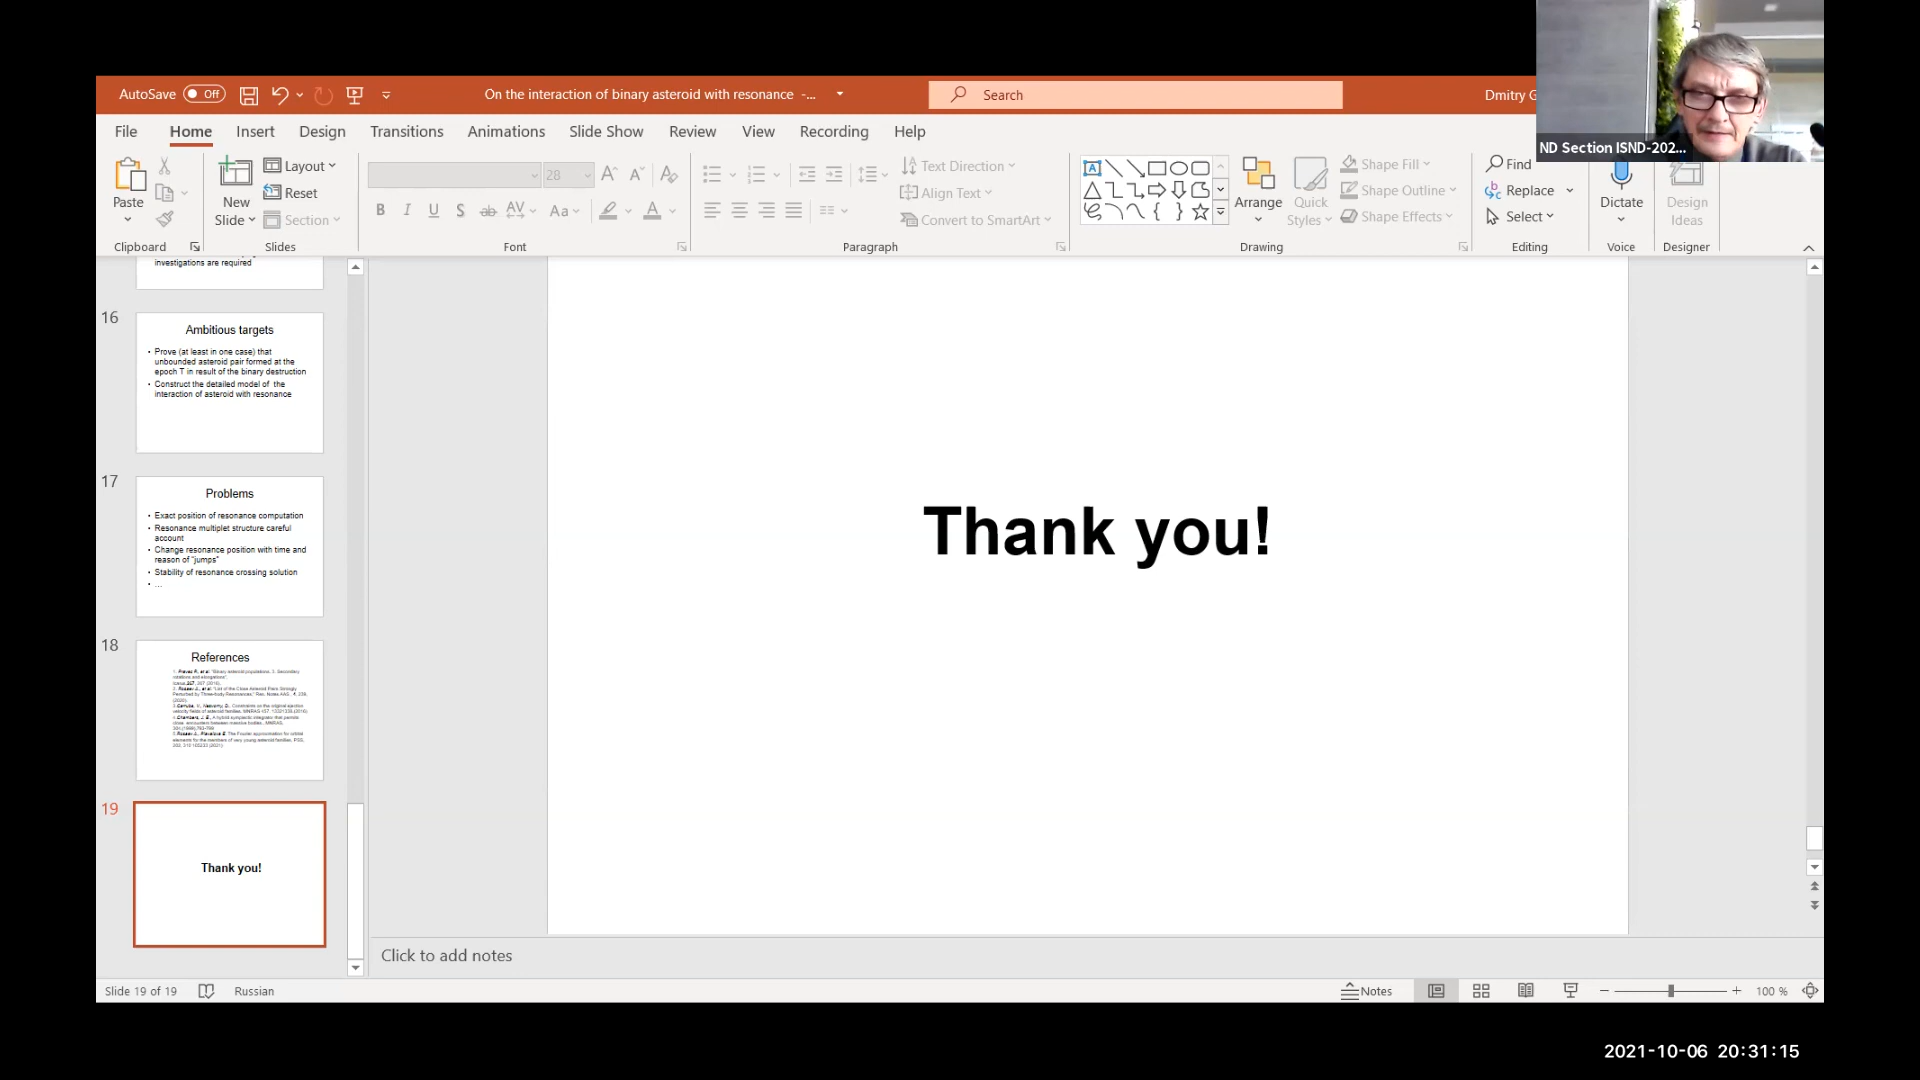 AutoSave Off On the interaction of binary asteroid with resonance -... Search Dmitry G
ND Section ISND-202...
File Home Insert Design Transitions Animations Slide Show Review View Recording Help
Paste
New
Slide
Layout
Reset
Section
28
B I U S ab AV Aa A
Text Direction
Align Text
Convert to SmartArt
Arrange
Quick
Styles
Shape Fill
Shape Outline
Shape Effects
Find
Replace
Select
Dictate
Design
Ideas
Clipboard Slides Font Paragraph Drawing Editing Voice Designer
investigations are required
16
Ambitious targets
• Prove (at least in one case) that
unbounded asteroid pair formed at the
epoch T in result of the binary destruction
• Construct the detailed model of the
interaction of asteroid with resonance
17
Problems
• Exact position of resonance computation
• Resonance multiplet structure careful
account
• Change resonance position with time and
reason of "jumps"
• Stability of resonance crossing solution
• ...
18
References
19
Thank you!
Thank you!
Click to add notes
Slide 19 of 19 Russian Notes 100 %
2021-10-06 20:31:15